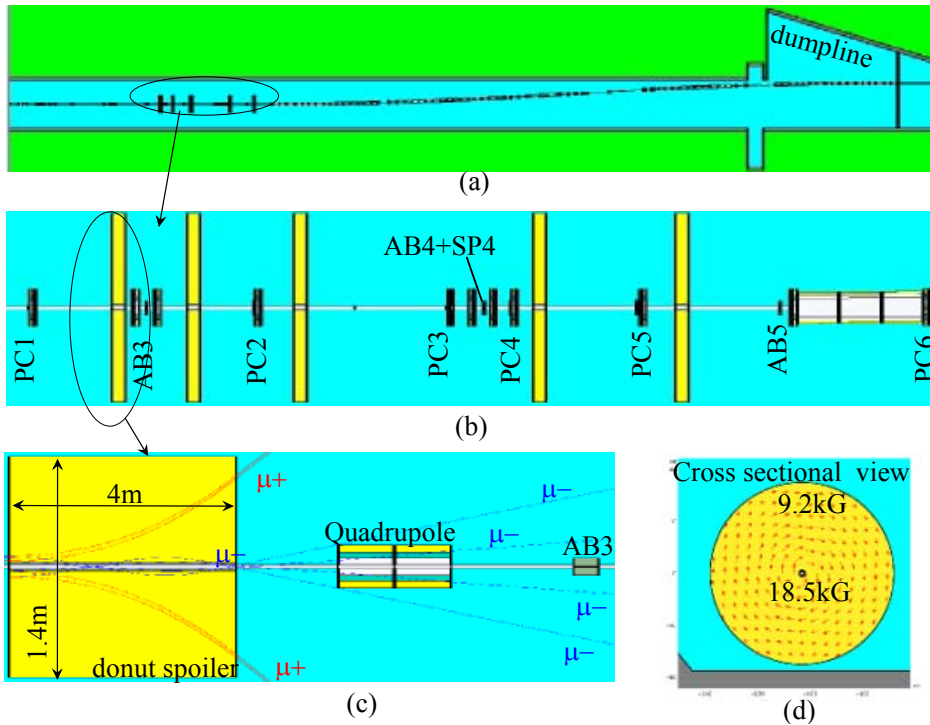 dumpline
(a)
AB4+SP4
PC1
AB3
PC2
PC3
PC4
PC5
AB5
PC6
(b)
4m
1.4m
μ+
μ−
μ−
Quadrupole
AB3
μ−
μ−
μ−
μ+
donut spoiler
(c)
Cross sectional view
9.2kG
18.5kG
(d)